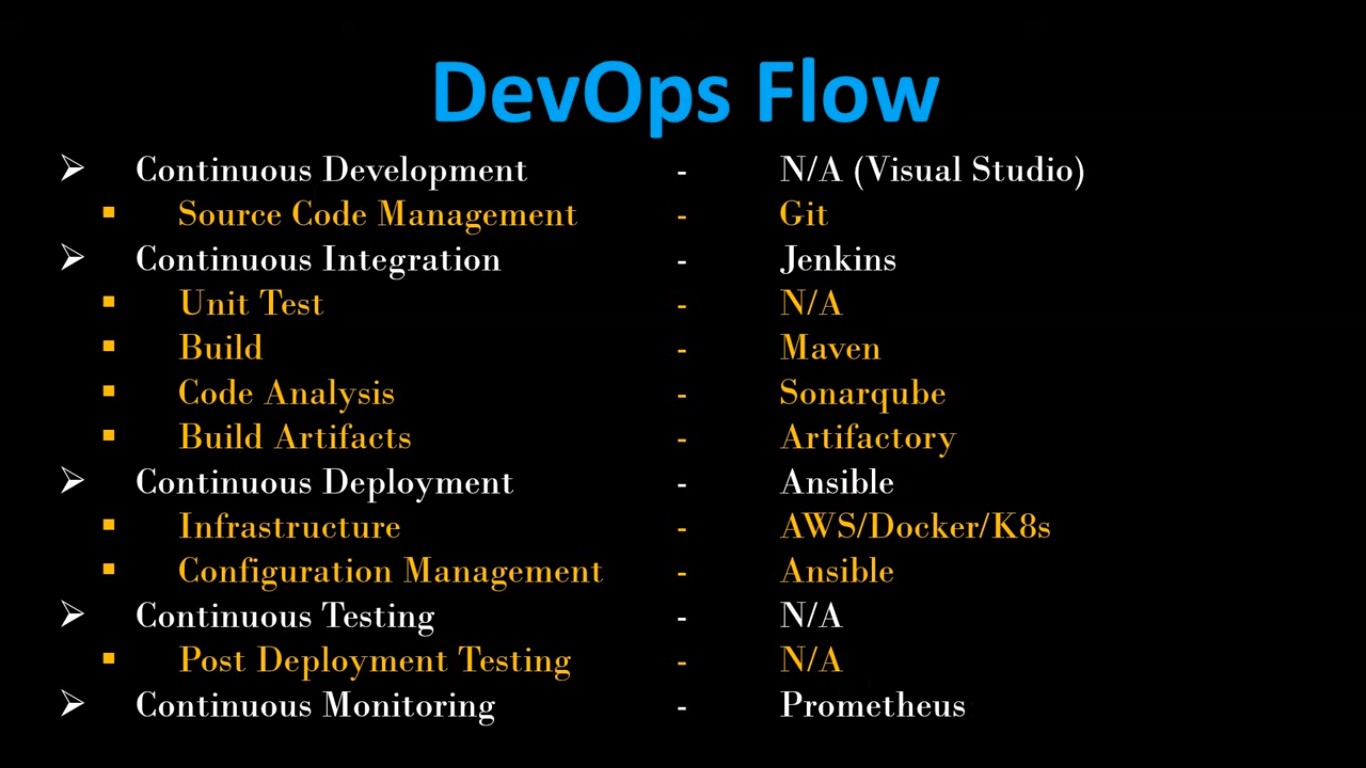 DevOps Flow
➢ Continuous Development - N/A (Visual Studio)
▪ Source Code Management - Git
➢ Continuous Integration - Jenkins
▪ Unit Test - N/A
▪ Build - Maven
▪ Code Analysis - Sonarqube
▪ Build Artifacts - Artifactory
➢ Continuous Deployment - Ansible
▪ Infrastructure - AWS/Docker/K8s
▪ Configuration Management - Ansible
➢ Continuous Testing - N/A
▪ Post Deployment Testing - N/A
➢ Continuous Monitoring - Prometheus